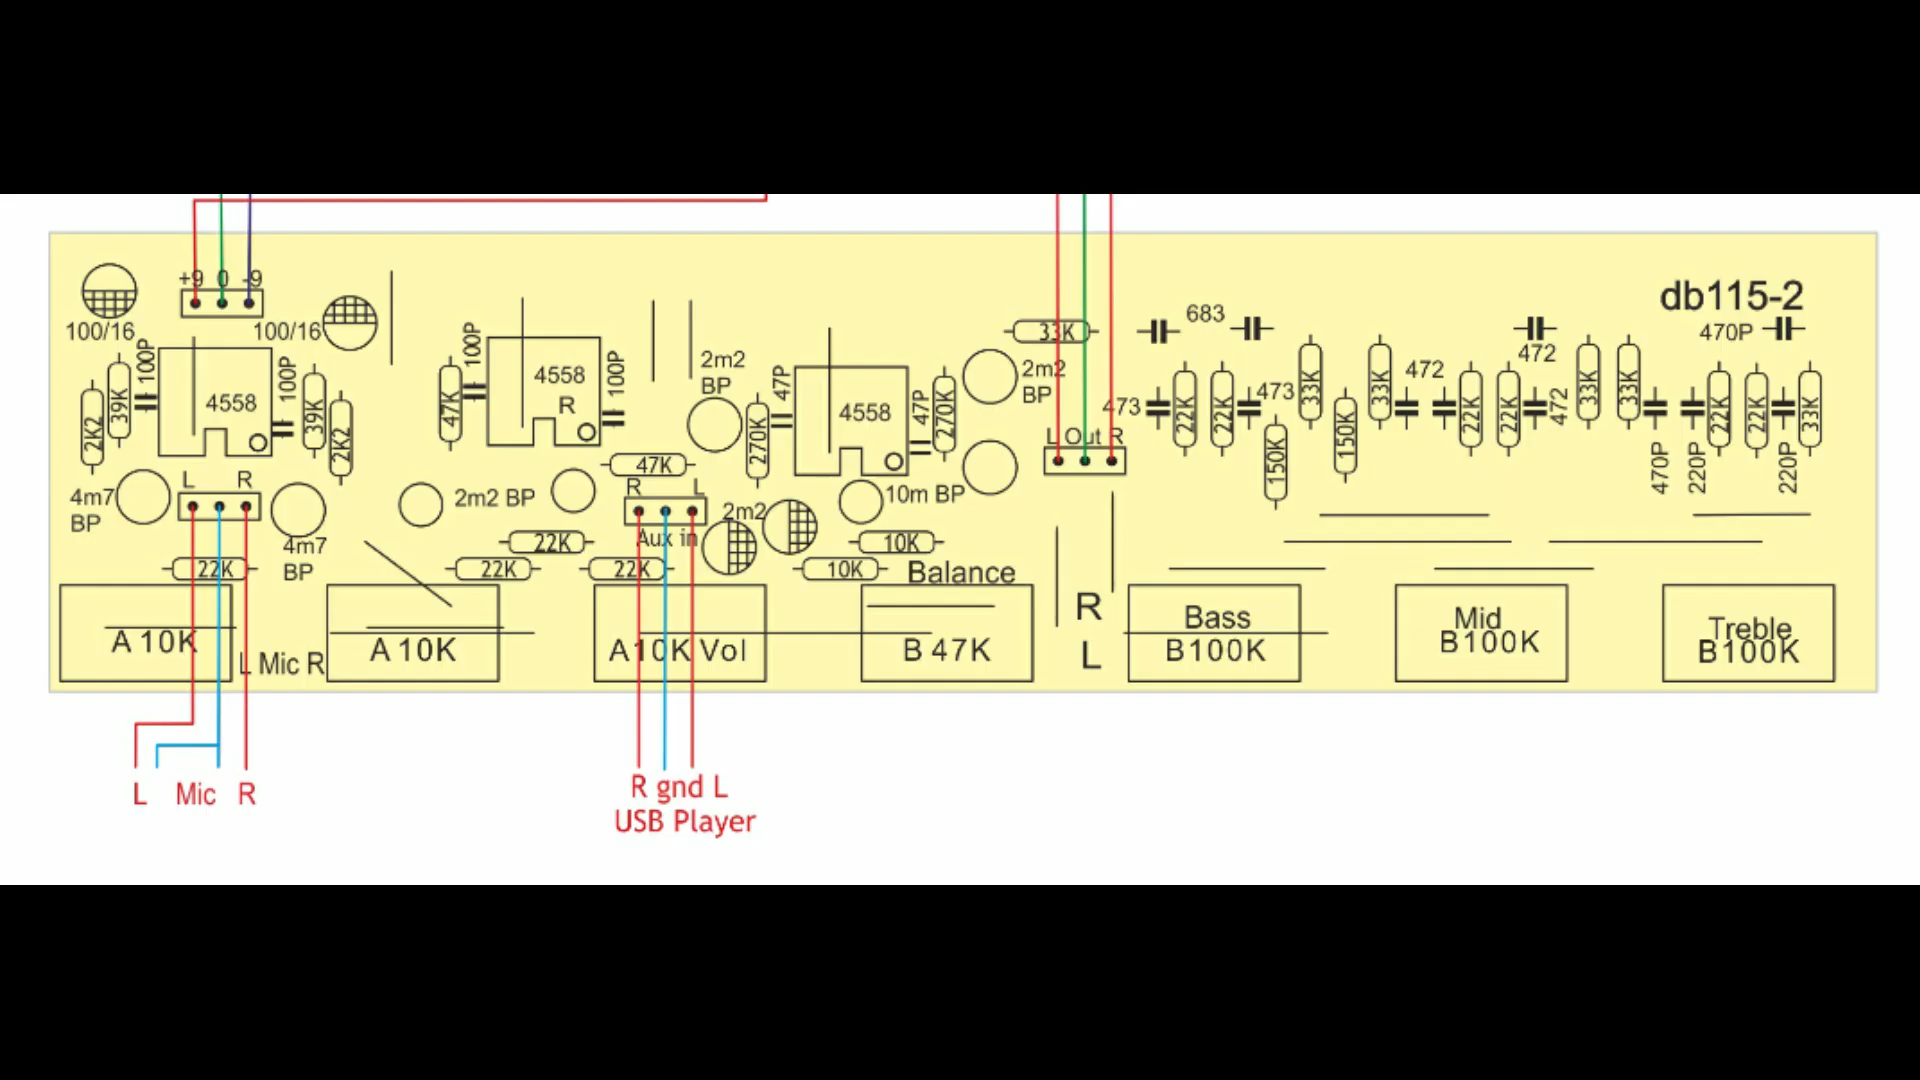 +9 0 -9
db115-2
100/16
100/16
683
33K
470P
100P
100P
100P
100P
2m2
BP
2m2
BP
472
472
4558
4558
R
4558
2K2
39K
39K
2K2
47K
47P
47P
270K
270K
473
473
22K
22K
33K
33K
472
22K
22K
33K
33K
22K
22K
33K
150K
150K
470P
220P
220P
L Out R
47K
L R
R L
4m7
BP
2m2 BP
10m BP
2m2
Aux in
4m7
BP
22K
10K
22K
22K
22K
10K
Balance
R
L
A 10K
L Mic R
A 10K
A10K Vol
B 47K
Bass
B100K
Mid
B100K
Treble
B100K
L Mic R
R gnd L
USB Player